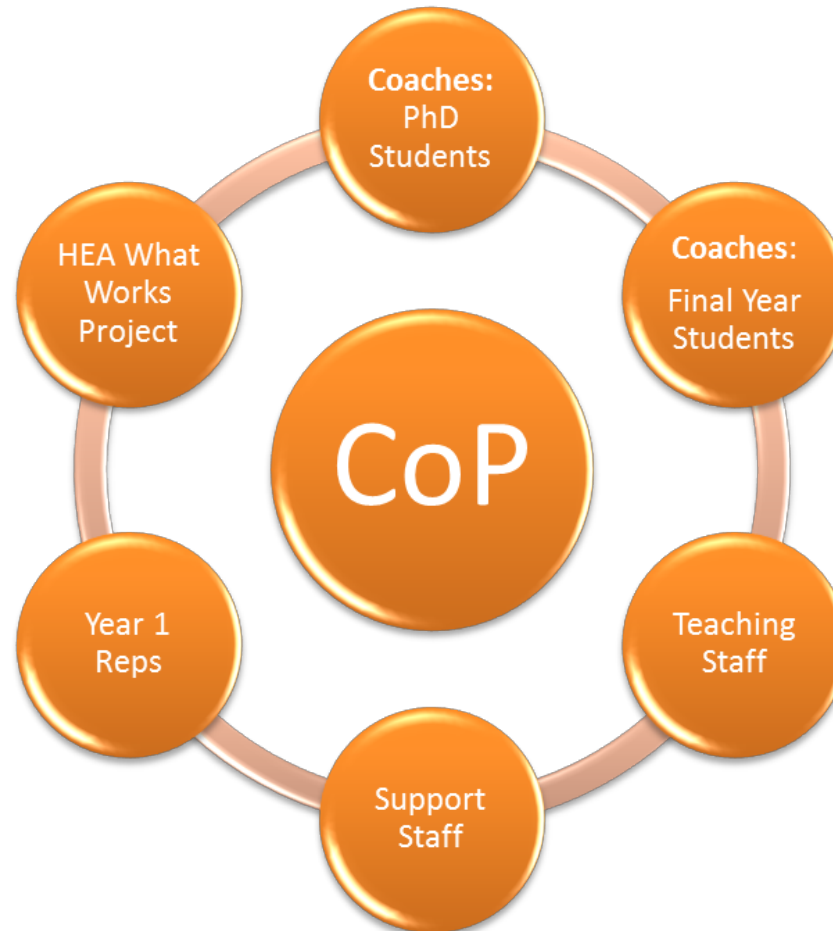 Coaches:
PhD
Students
Coaches:
Final Year
Students
Teaching
Staff
Support
Staff
Year 1
Reps
HEA What
Works
Project
CoP